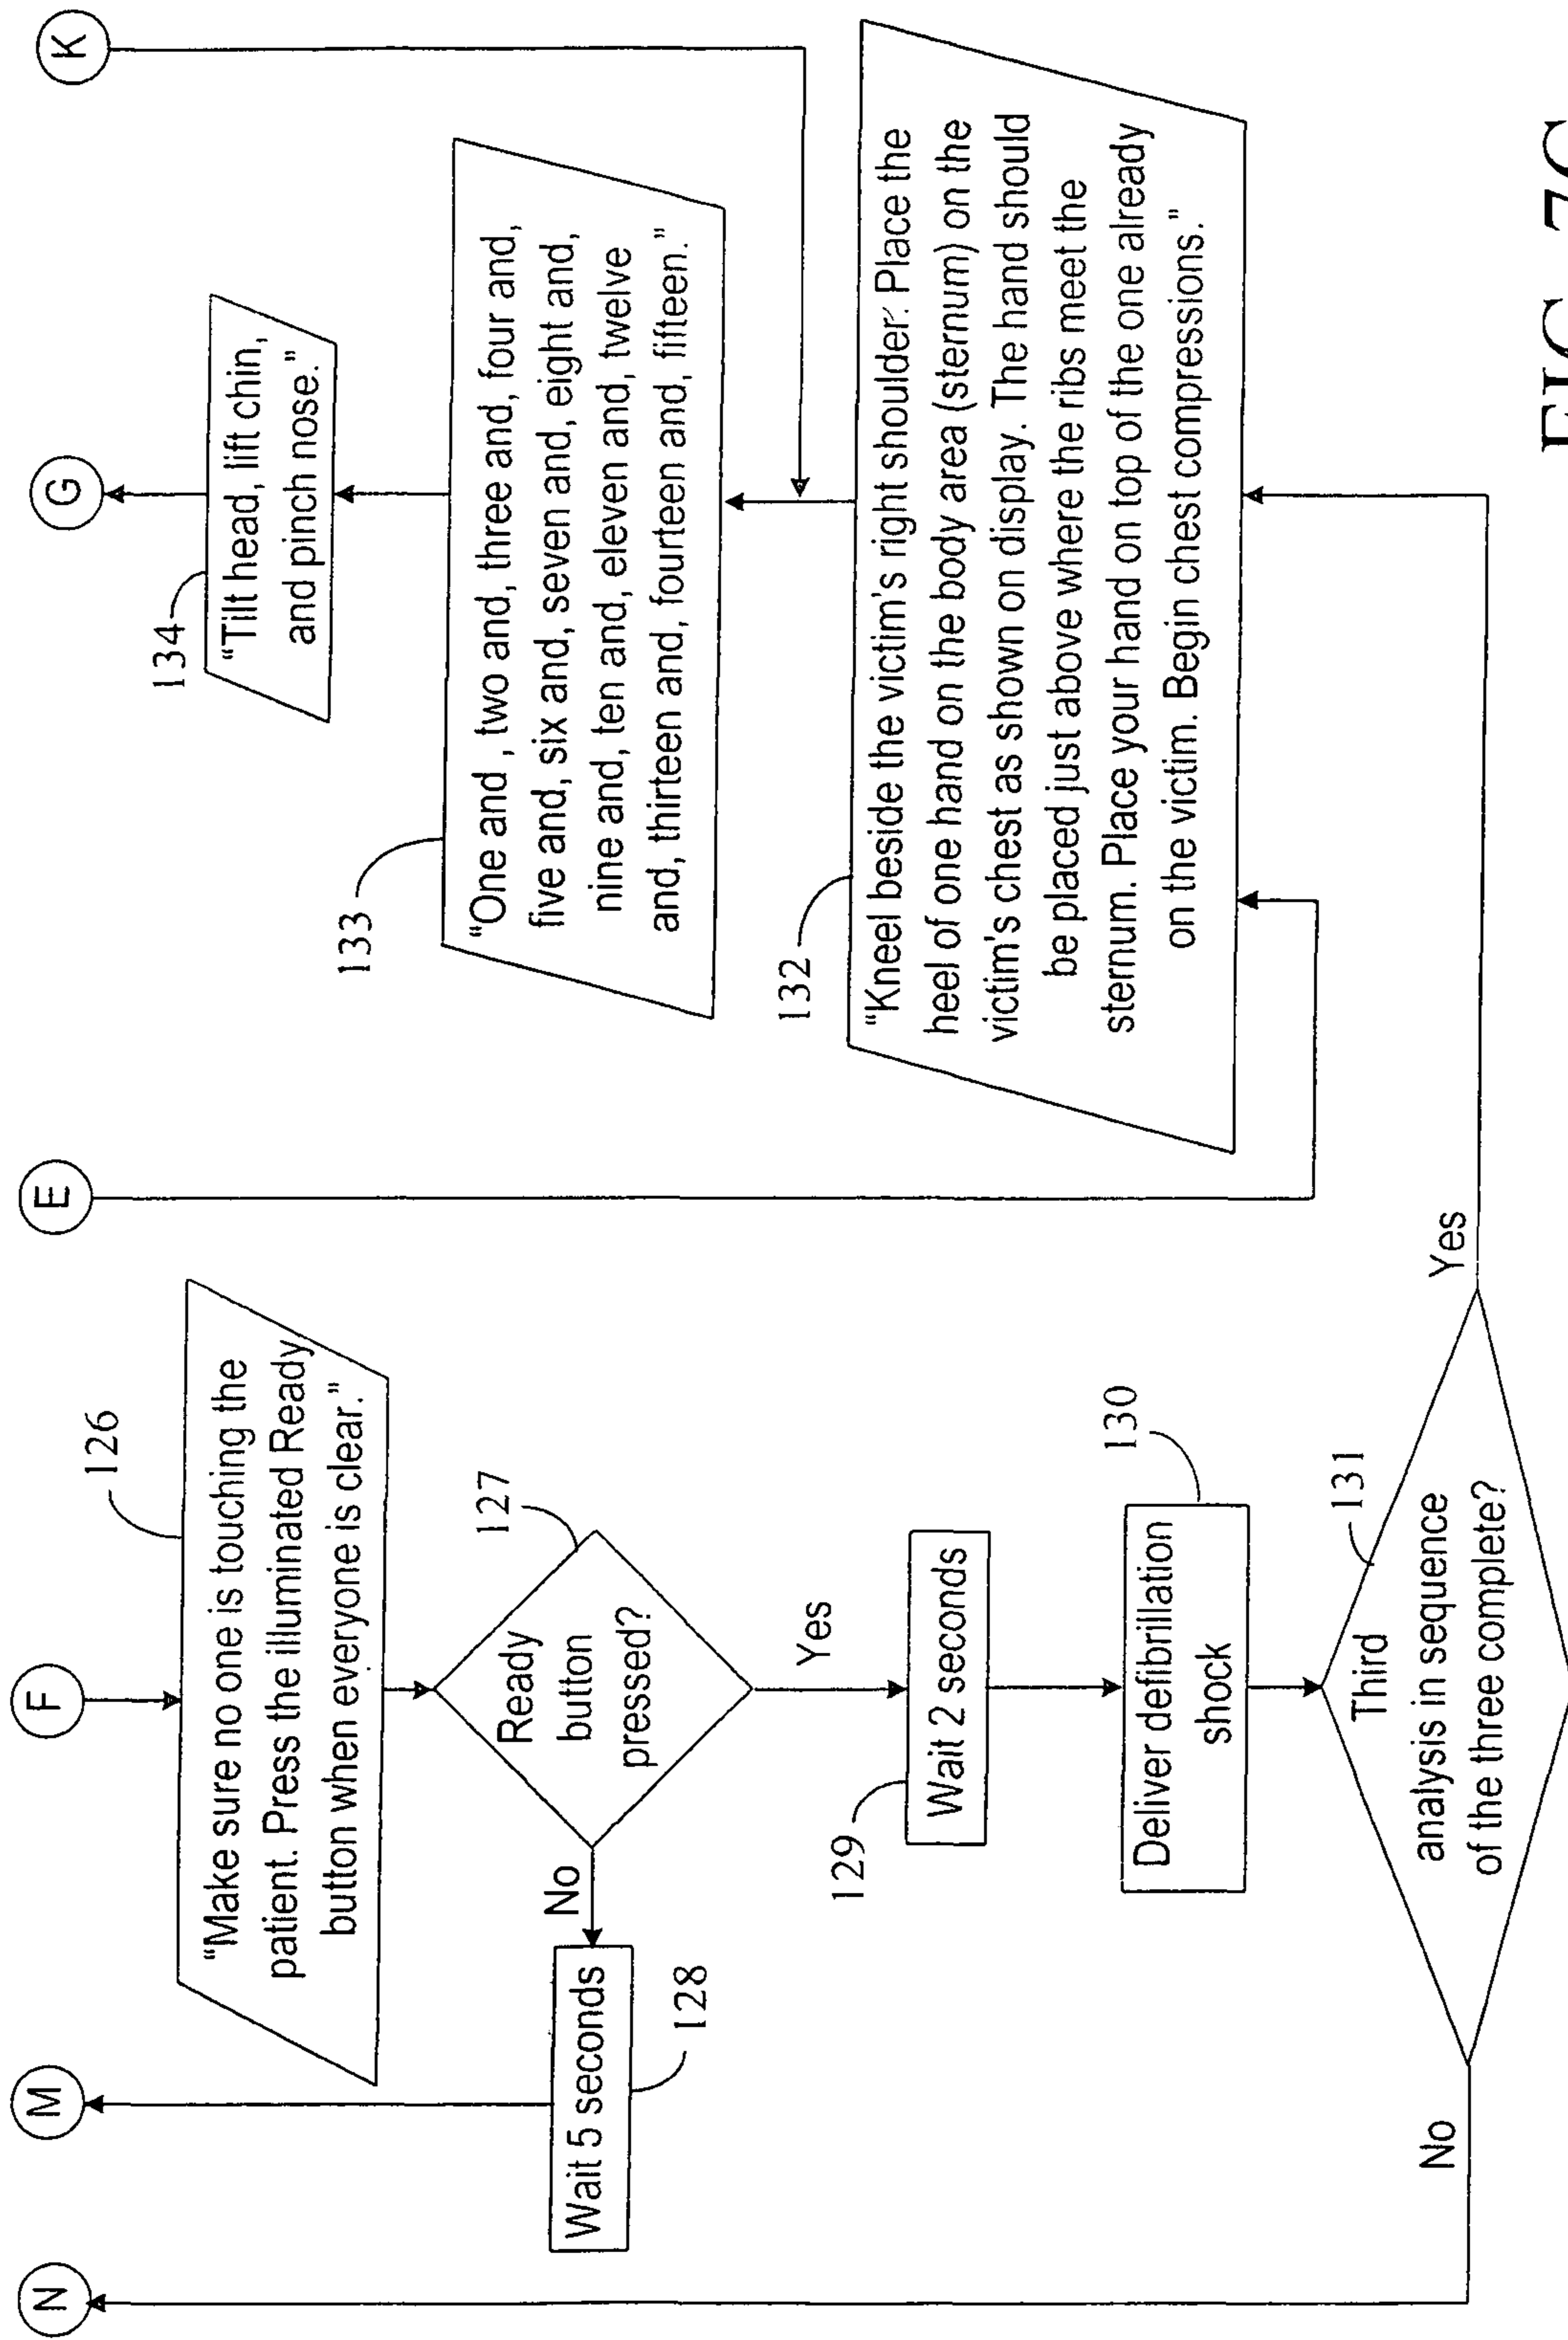 N
M
F
E
G
K
126
“Make sure no one is touching the
patient. Press the illuminated Ready
button when everyone is clear.”
127
Ready
button
pressed?
No
Wait 5 seconds
128
Yes
129
Wait 2 seconds
130
Deliver defibrillation
shock
131
Third
analysis in sequence
of the three complete?
No
Yes
134
“Tilt head, lift chin,
and pinch nose.”
133
“One and , two and, three and, four and,
five and, six and, seven and, eight and,
nine and, ten and, eleven and, twelve
and, thirteen and, fourteen and, fifteen.”
132
“Kneel beside the victim's right shoulder. Place the
heel of one hand on the body area (sternum) on the
victim's chest as shown on display. The hand should
be placed just above where the ribs meet the
sternum. Place your hand on top of the one already
on the victim. Begin chest compressions.”
FIG 7C